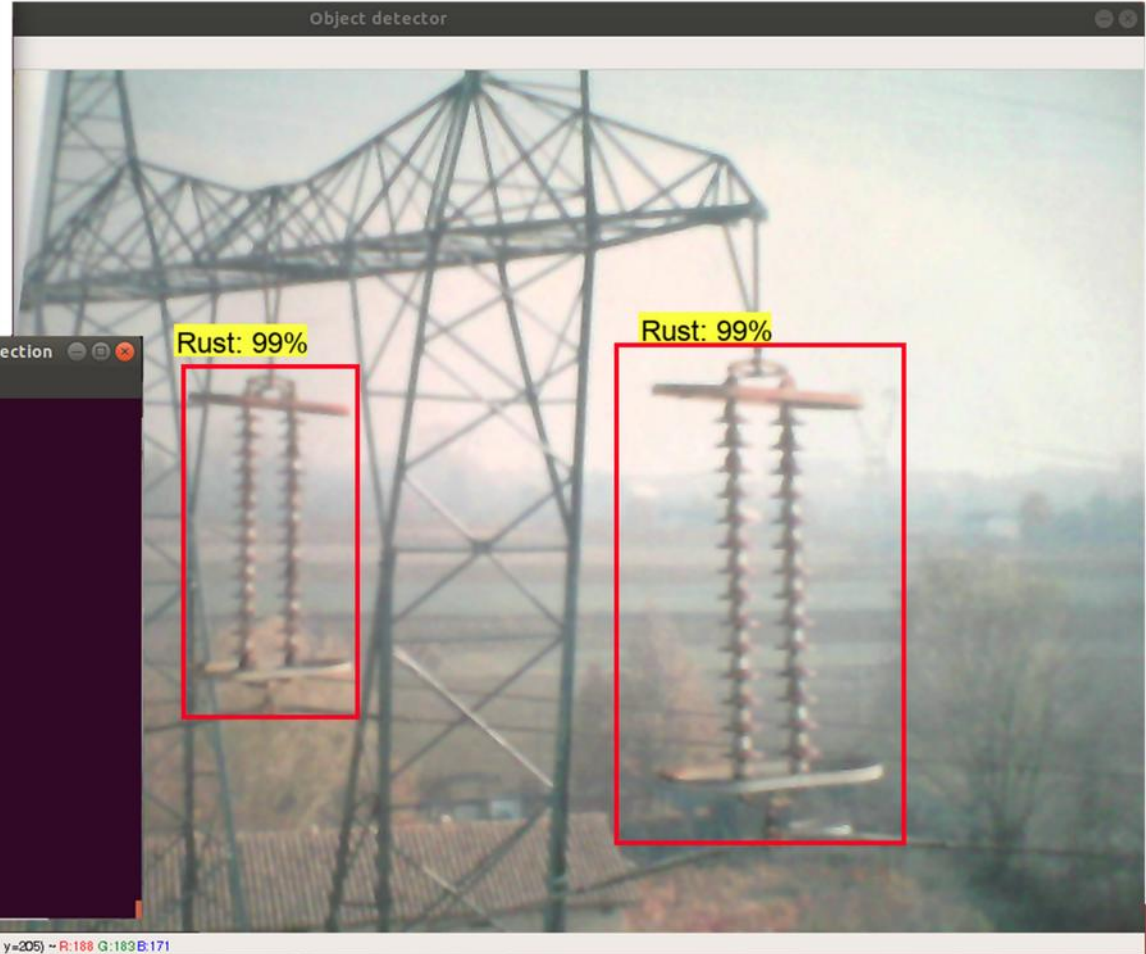 Object detector
Rust: 99%
Rust: 99%
ection
y=205) ~ R:188 G:183 B:171